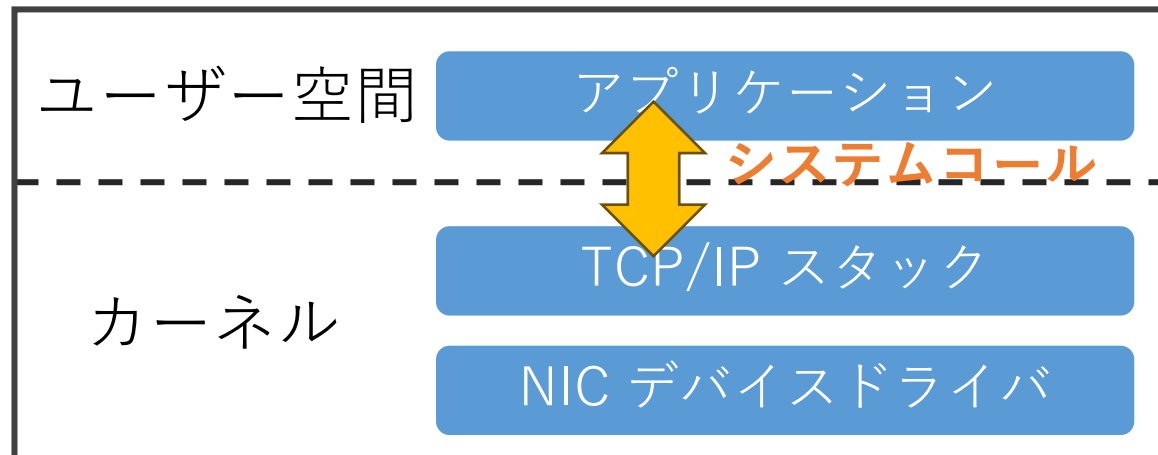 ユーザー空間
アプリケーション
システムコール
カーネル
TCP/IP スタック
NIC デバイスドライバ